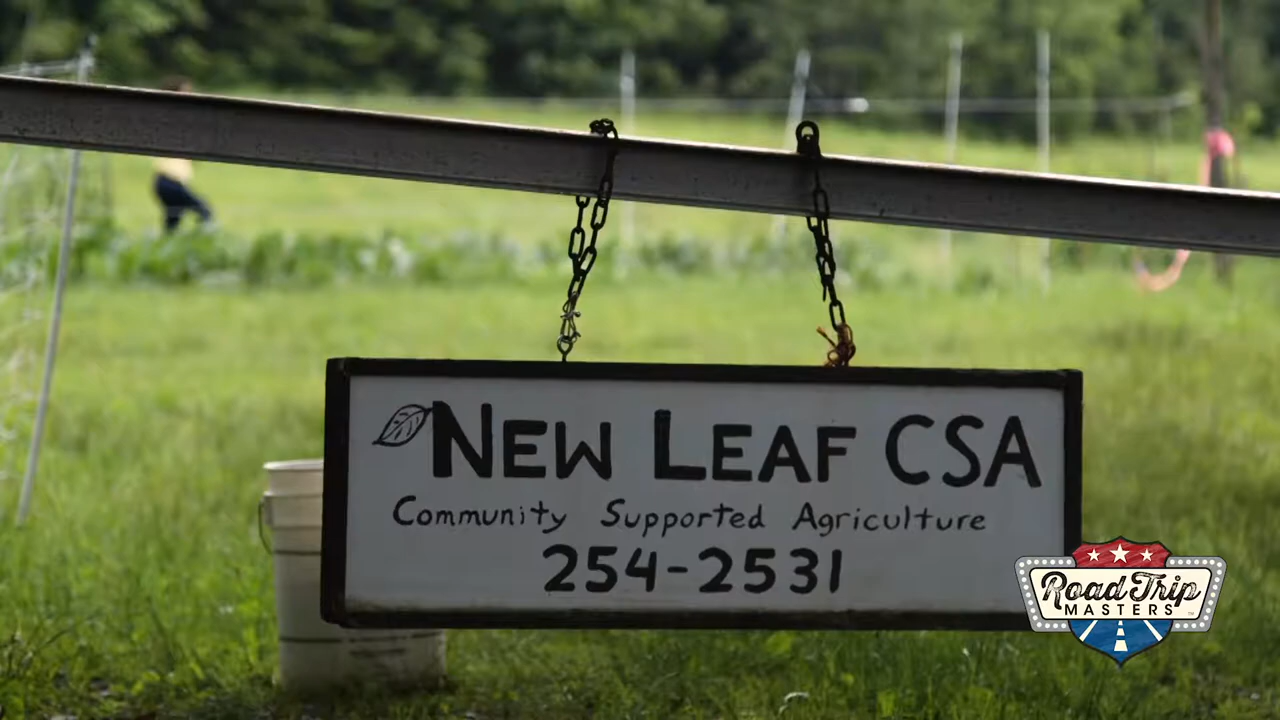 NEW LEAF CSA
Community Supported Agriculture
254-2531
Road Trip
MASTERS